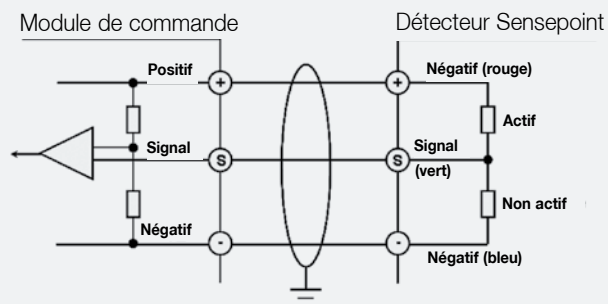 Module de commande
Détecteur Sensepoint
Positif
+
+
Négatif (rouge)
Actif
Signal
S
S
Signal
(vert)
Non actif
Négatif
-
-
Négatif (bleu)